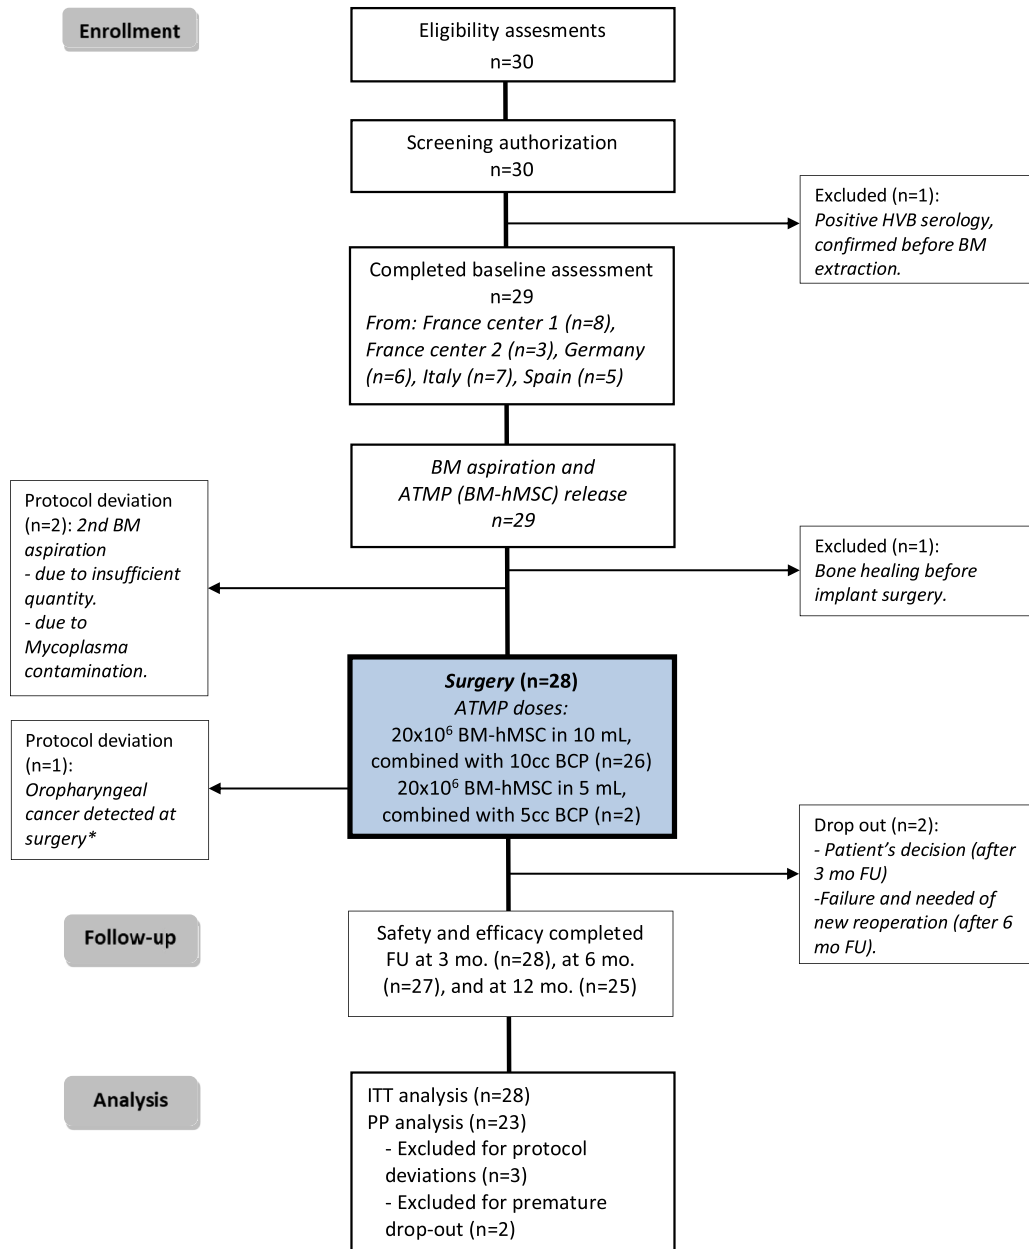 Enrollment
Eligibility assesments
n=30
Screening authorization
n=30
Excluded (n=1):
Positive HVB serology,
confirmed before BM
extraction.
Completed baseline assessment
n=29
From: France center 1 (n=8),
France center 2 (n=3), Germany
(n=6), Italy (n=7), Spain (n=5)
BM aspiration and
ATMP (BM-hMSC) release
n=29
Protocol deviation
(n=2): 2nd BM
aspiration
- due to insufficient
quantity.
- due to
Mycoplasma
contamination.
Excluded (n=1):
Bone healing before
implant surgery.
Surgery (n=28)
ATMP doses:
20x10⁶ BM-hMSC in 10 mL,
combined with 10cc BCP (n=26)
20x10⁶ BM-hMSC in 5 mL,
combined with 5cc BCP (n=2)
Protocol deviation
(n=1):
Oropharyngeal
cancer detected at
surgery*
Drop out (n=2):
- Patient’s decision (after
3 mo FU)
-Failure and needed of
new reoperation (after 6
mo FU).
Follow-up
Safety and efficacy completed
FU at 3 mo. (n=28), at 6 mo.
(n=27), and at 12 mo. (n=25)
Analysis
ITT analysis (n=28)
PP analysis (n=23)
- Excluded for protocol
deviations (n=3)
- Excluded for premature
drop-out (n=2)